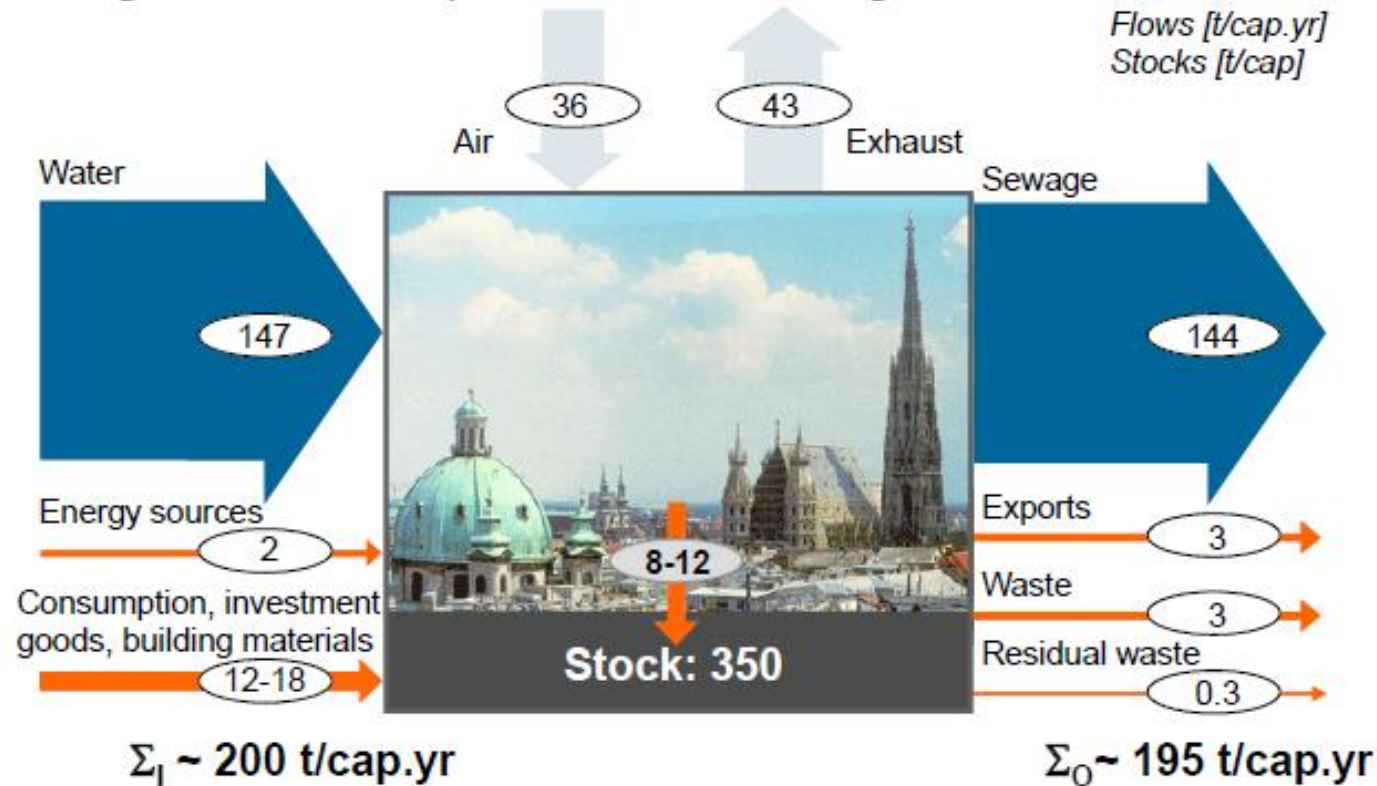 Flows [t/cap.yr]
Stocks [t/cap]
36
43
Air
Exhaust
Water
Sewage
147
144
Energy sources
2
Exports
3
8-12
Waste
3
Consumption, investment
goods, building materials
12-18
Stock: 350
Residual waste
0.3
ΣI ~ 200 t/cap.yr
ΣO~ 195 t/cap.yr